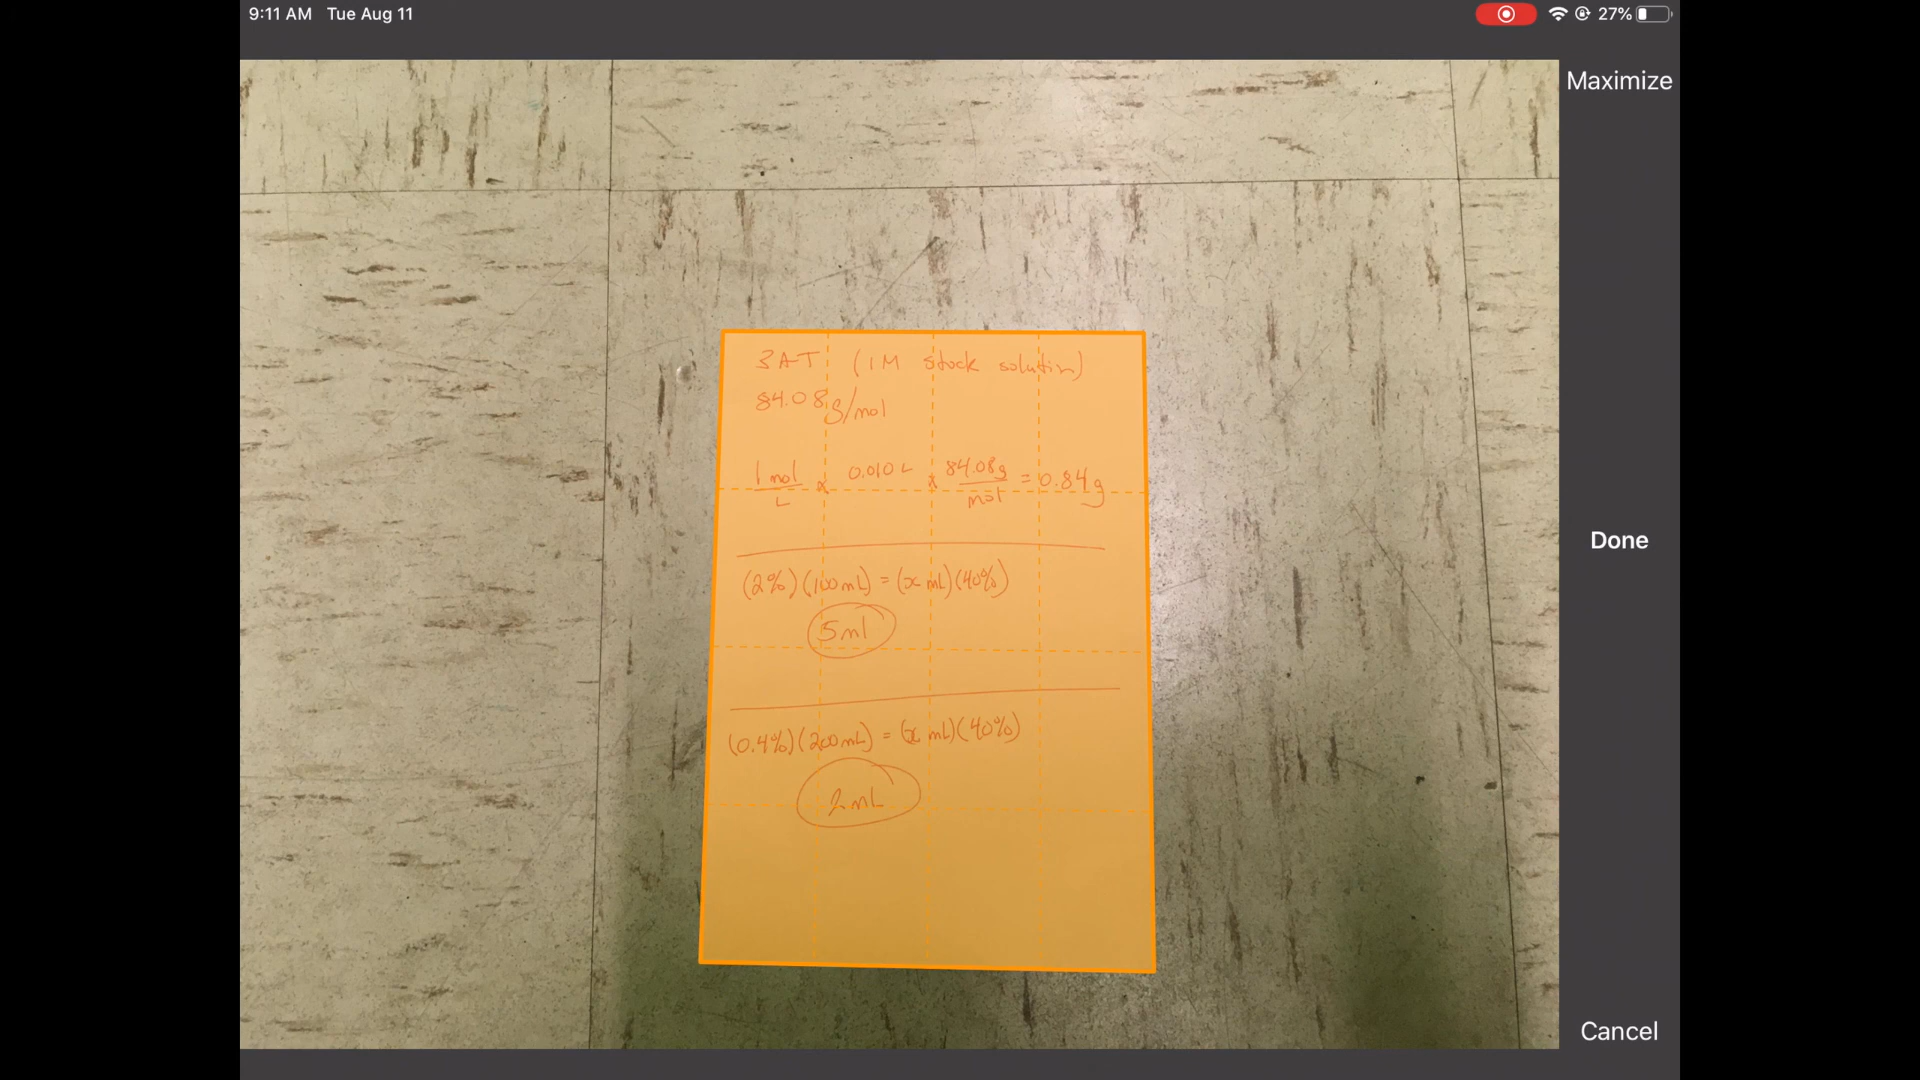 9:11 AM Tue Aug 11
27%
Maximize
3AT (1M stock solution)
84.08 g/mol
1 mol/L x 0.010 L x 84.08g/mol = 0.84g
(2%)(100mL) = (x mL)(40%)
5ml
(0.4%)(200mL) = (x mL)(40%)
2mL
Done
Cancel